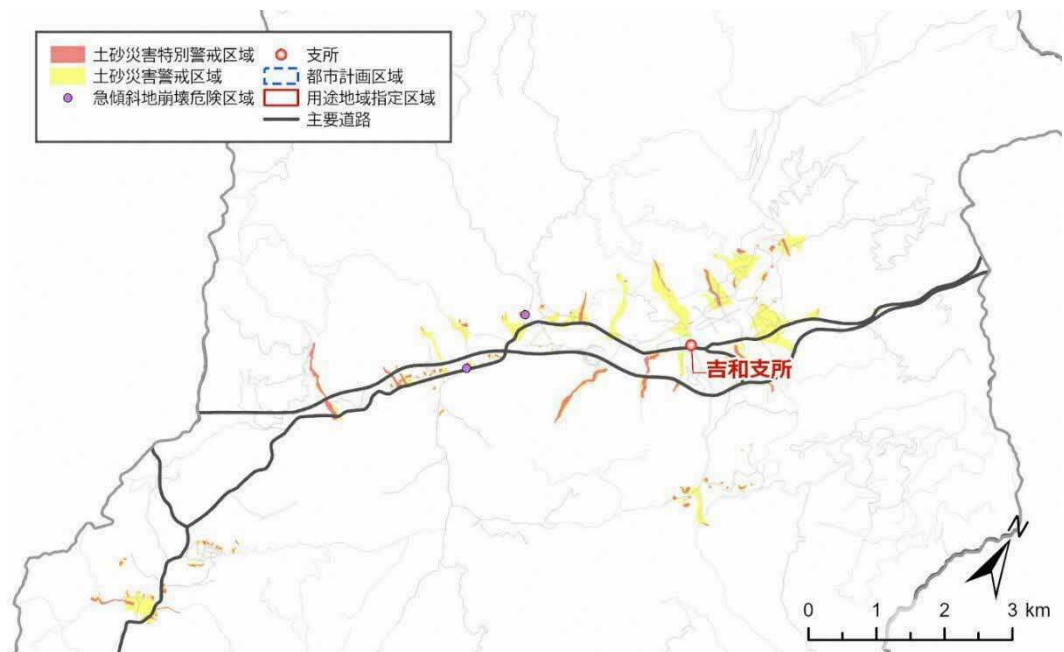 土砂災害特別警戒区域
支所
土砂災害警戒区域
都市計画区域
急傾斜地崩壊危険区域
用途地域指定区域
主要道路
吉和支所
N
0 1 2 3 km